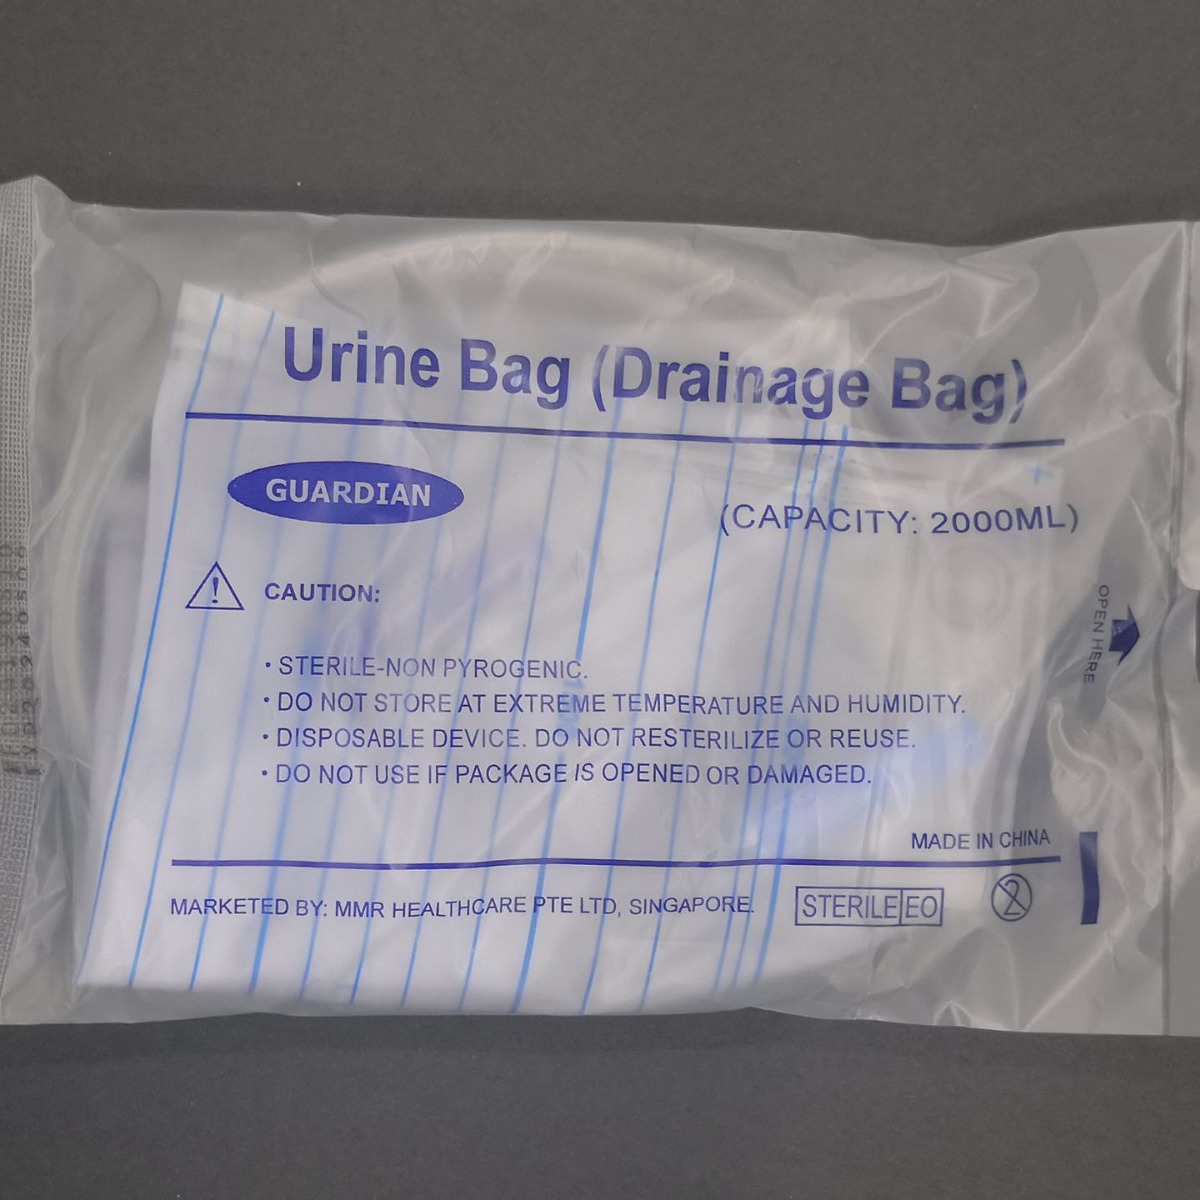 Urine Bag (Drainage Bag)
GUARDIAN
(CAPACITY: 2000ML)
CAUTION:
• STERILE-NON PYROGENIC.
• DO NOT STORE AT EXTREME TEMPERATURE AND HUMIDITY.
• DISPOSABLE DEVICE. DO NOT RESTERILIZE OR REUSE.
• DO NOT USE IF PACKAGE IS OPENED OR DAMAGED.
OPEN HERE
MADE IN CHINA
MARKETED BY: MMR HEALTHCARE PTE LTD, SINGAPORE.
STERILE EO
2